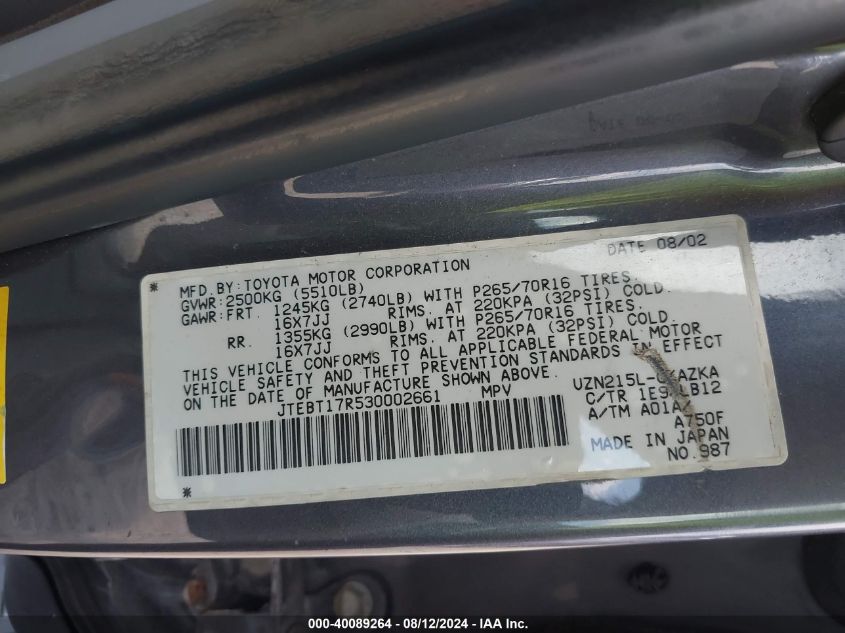 DATE 08/02
MFD.BY:TOYOTA MOTOR CORPORATION
GVWR:2500KG (5510LB)
GAWR:FRT. 1245KG (2740LB) WITH P265/70R16 TIRES.
16X7JJ RIMS. AT 220KPA (32PSI) COLD.
RR. 1355KG (2990LB) WITH P265/70R16 TIRES.
16X7JJ RIMS. AT 220KPA (32PSI) COLD.
THIS VEHICLE CONFORMS TO ALL APPLICABLE FEDERAL MOTOR
VEHICLE SAFETY AND THEFT PREVENTION STANDARDS IN EFFECT
ON THE DATE OF MANUFACTURE SHOWN ABOVE.
JTEBT17R530002661 MPV
C/TR
A/TM
A750F
MADE IN JAPAN
NO.987
000-40089264 - 08/12/2024 - IAA Inc.